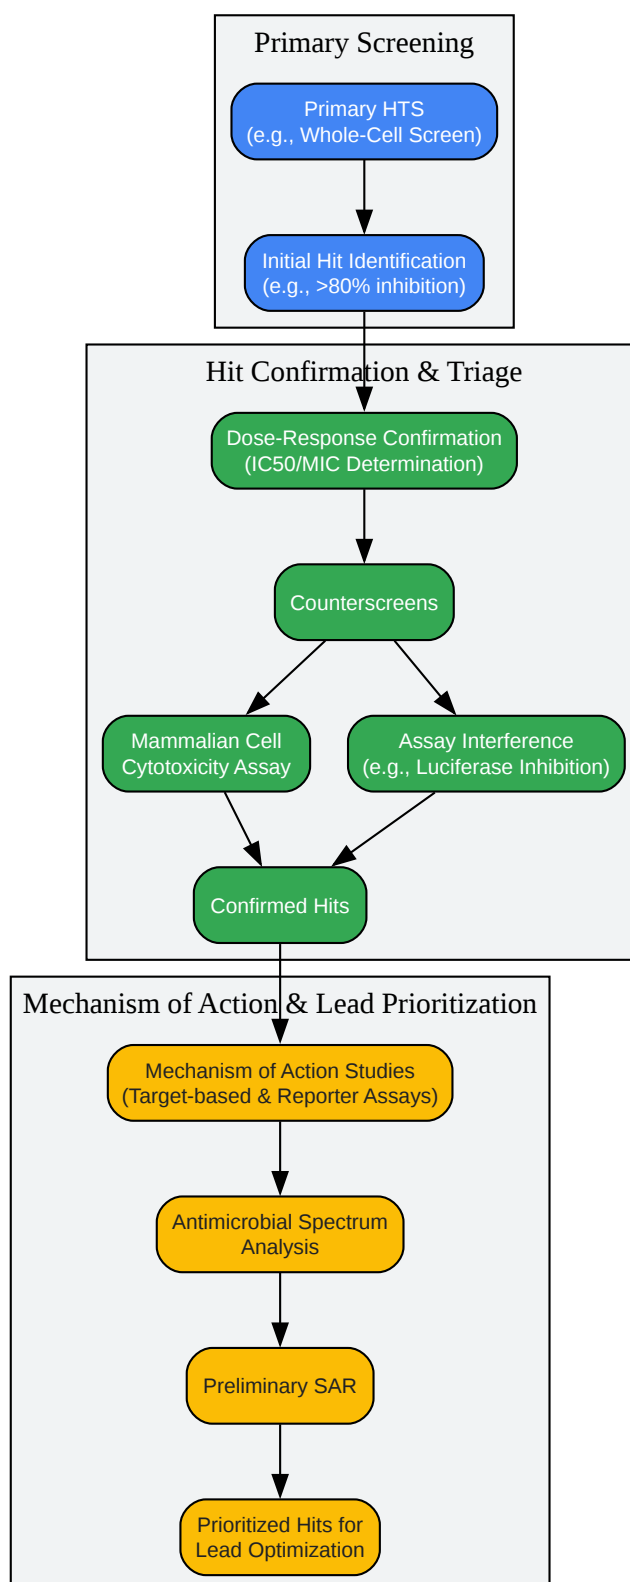 Primary Screening
Primary HTS
(e.g., Whole-Cell Screen)
Initial Hit Identification
(e.g., >80% inhibition)
Hit Confirmation & Triage
Dose-Response Confirmation
(IC50/MIC Determination)
Counterscreens
Mammalian Cell
Cytotoxicity Assay
Assay Interference
(e.g., Luciferase Inhibition)
Confirmed Hits
Mechanism of Action & Lead Prioritization
Mechanism of Action Studies
(Target-based & Reporter Assays)
Antimicrobial Spectrum
Analysis
Preliminary SAR
Prioritized Hits for
Lead Optimization